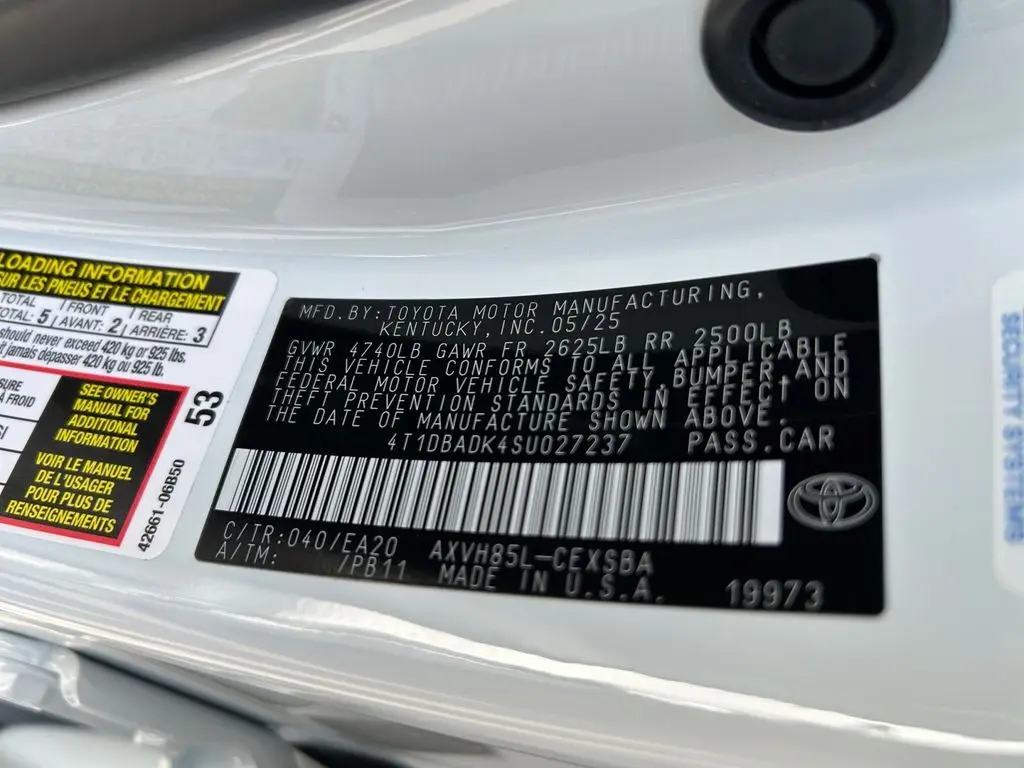 LOADING INFORMATION
SUR LES PNEUS ET LE CHARGEMENT
TOTAL FRONT REAR
TOTAL: 5 AVANT: 2 ARRIÈRE: 3
should never exceed 420 kg or 925 lbs.
jamais dépasser 420 kg ou 925 lb.
À FROID
SEE OWNER'S
MANUAL FOR
ADDITIONAL
INFORMATION
VOIR LE MANUEL
DE L'USAGER
POUR PLUS DE
RENSEIGNEMENTS
53
42661-06B50
MFD.BY:TOYOTA MOTOR MANUFACTURING,
KENTUCKY,INC.05/25
GVWR 4740LB GAWR FR 2625LB RR 2500LB
THIS VEHICLE CONFORMS TO ALL APPLICABLE
FEDERAL MOTOR VEHICLE SAFETY,BUMPER,AND
THEFT PREVENTION STANDARDS IN EFFECT ON
THE DATE OF MANUFACTURE SHOWN ABOVE.
4T1DBADK4SU027237 PASS.CAR
C/TR:040/EA20 AXVH85L-CEXSBA
A/TM: /PB11 MADE IN U.S.A. 19973
SECURITY SYSTEMS